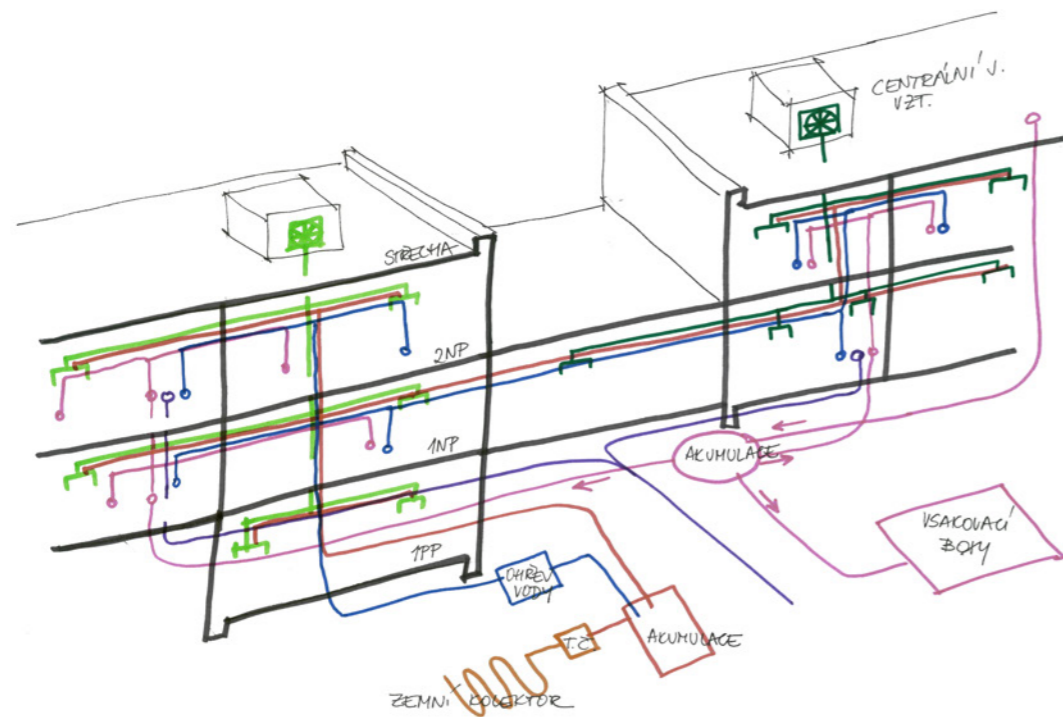 CENTRÁLNÍ J.
VZT.
STŘECHA
2NP
1NP
1PP
AKUMULACE
VSAKOVACÍ
BOXY
OHŘEV
VODY
T.Č.
AKUMULACE
ZEMNÍ KOLEKTOR